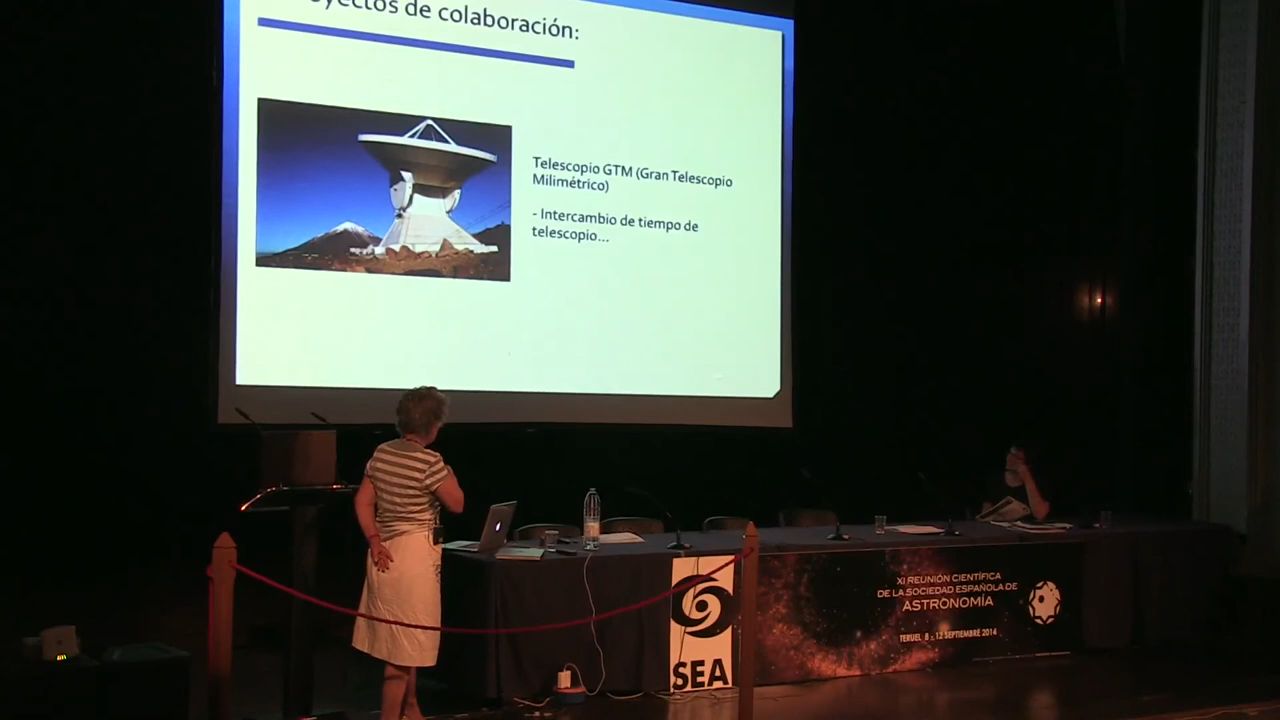 oyectos de colaboración:
Telescopio GTM (Gran Telescopio
Milimétrico)
- Intercambio de tiempo de
telescopio...
XI REUNIÓN CIENTÍFICA
DE LA SOCIEDAD ESPAÑOLA DE
ASTRONOMÍA
TERUEL 8 - 12 SEPTIEMBRE 2014
SEA